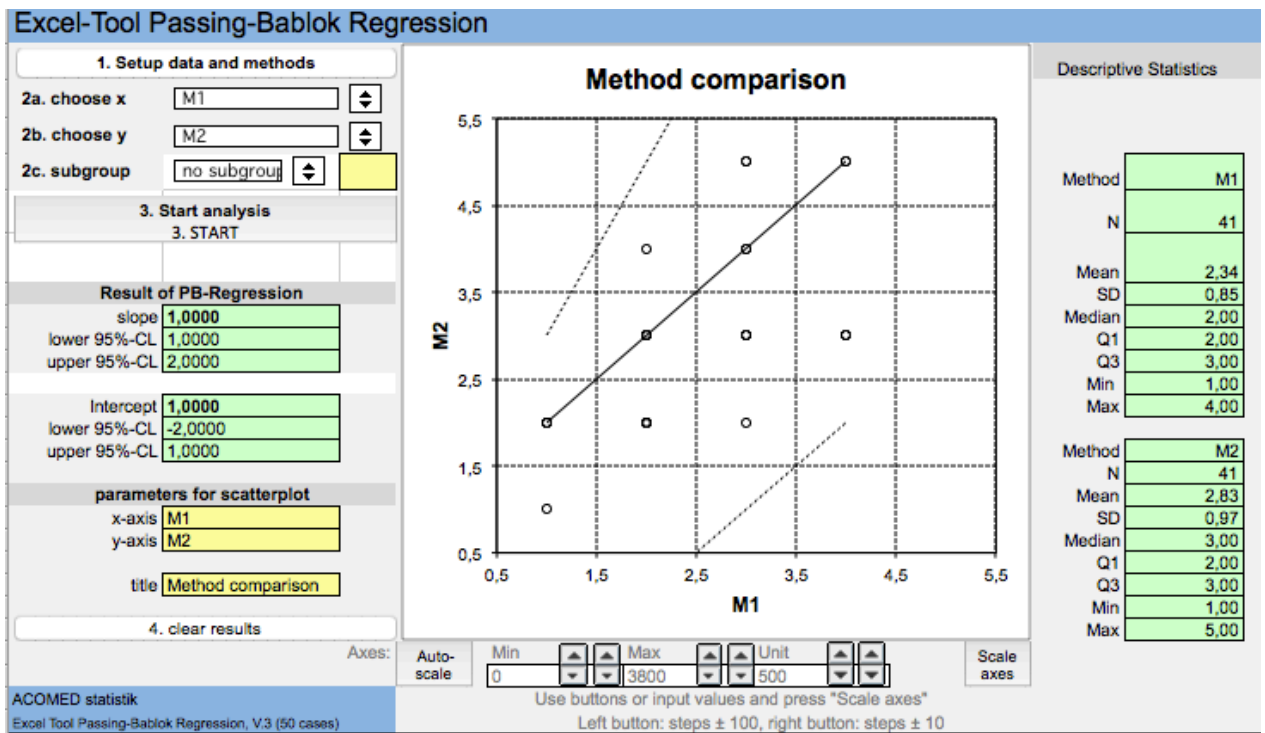 Excel-Tool Passing-Bablok Regression
1. Setup data and methods
2a. choose x M1
2b. choose y M2
2c. subgroup no subgroup
3. Start analysis
3. START
Result of PB-Regression
slope 1,0000
lower 95%-CL 1,0000
upper 95%-CL 2,0000
Intercept 1,0000
lower 95%-CL -2,0000
upper 95%-CL 1,0000
parameters for scatterplot
x-axis M1
y-axis M2
title Method comparison
4. clear results
Method comparison
5,5
4,5
3,5
2,5
1,5
0,5
M2
0,5 1,5 2,5 3,5 4,5 5,5
M1
Descriptive Statistics
Method M1
N 41
Mean 2,34
SD 0,85
Median 2,00
Q1 2,00
Q3 3,00
Min 1,00
Max 4,00
Method M2
N 41
Mean 2,83
SD 0,97
Median 3,00
Q1 2,00
Q3 3,00
Min 1,00
Max 5,00
Axes: Auto-scale Min 0 Max 3800 Unit 500 Scale axes
Use buttons or input values and press "Scale axes"
Left button: steps ± 100, right button: steps ± 10
ACOMED statistik
Excel Tool Passing-Bablok Regression, V.3 (50 cases)